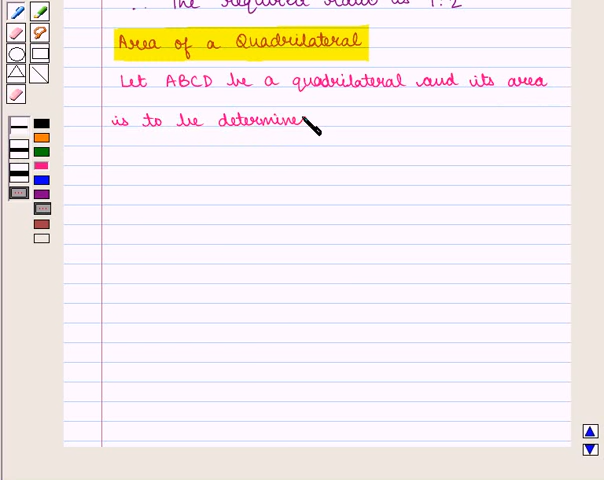 ∴ The required ratio is 1:2
Area of a Quadrilateral
Let ABCD be a quadrilateral and its area
is to be determine